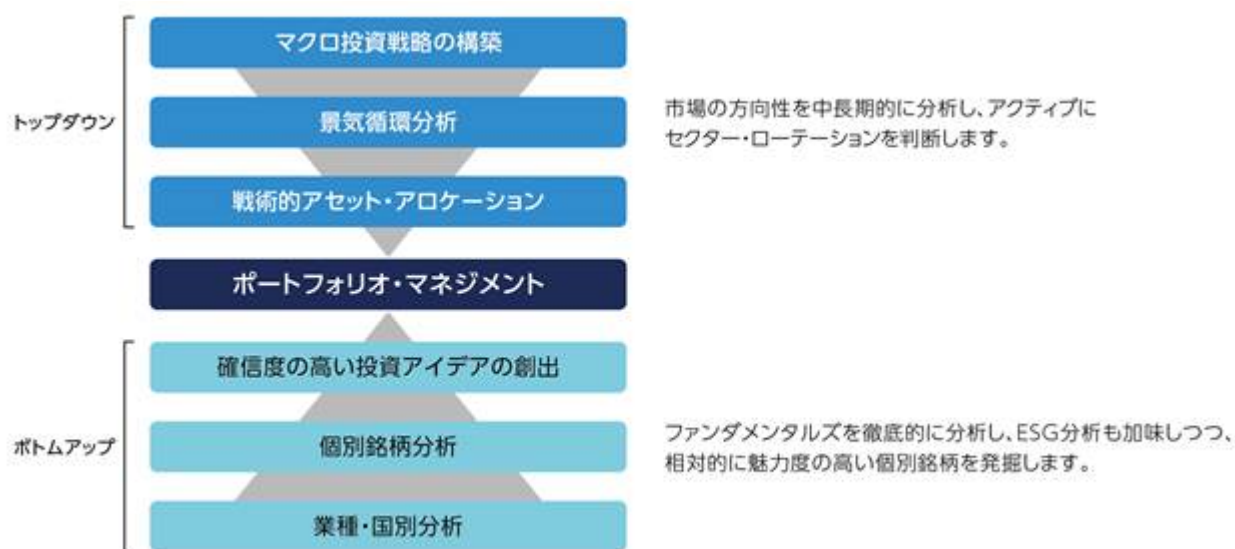 マクロ投資戦略の構築
トップダウン
景気循環分析
市場の方向性を中長期的に分析し、アクティブに
セクター・ローテーションを判断します。
戦術的アセット・アロケーション
ポートフォリオ・マネジメント
確信度の高い投資アイデアの創出
ボトムアップ
個別銘柄分析
ファンダメンタルズを徹底的に分析し、ESG分析も加味しつつ、
相対的に魅力度の高い個別銘柄を発掘します。
業種・国別分析